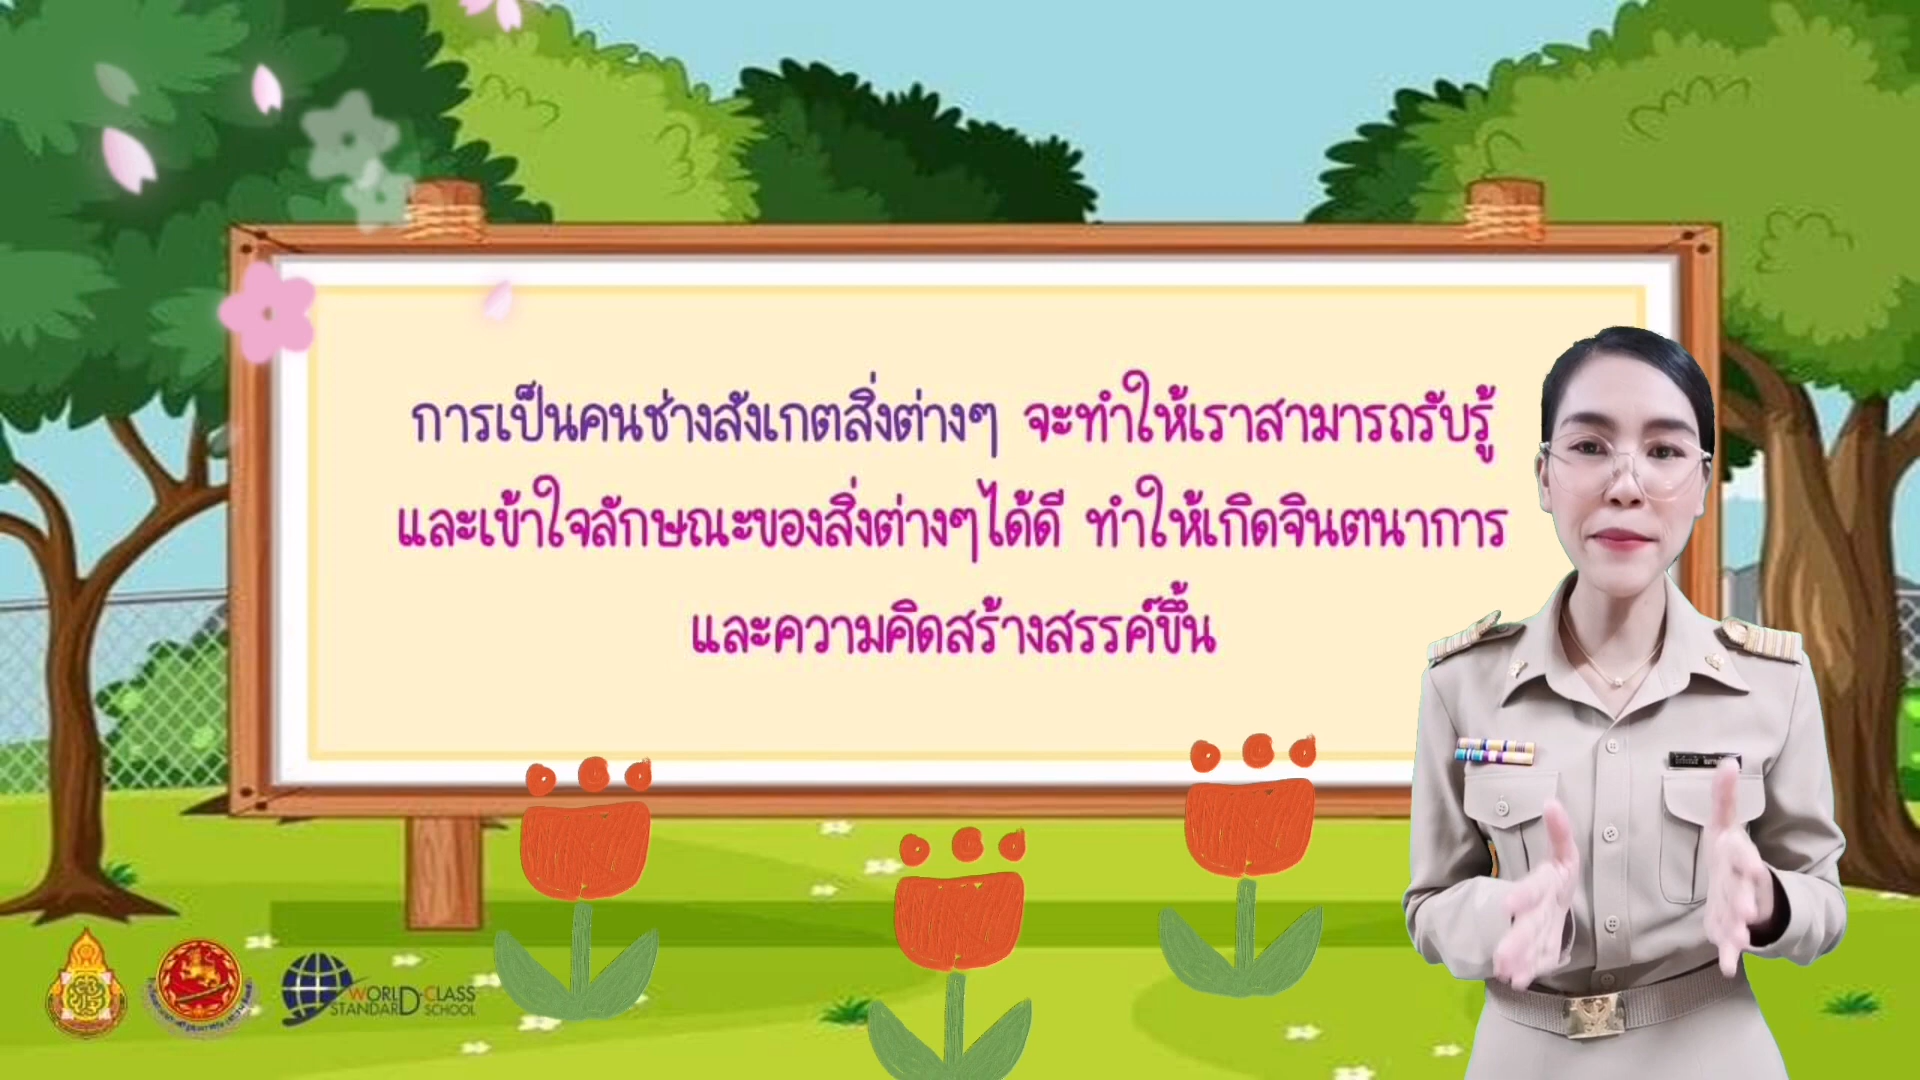 การเป็นคนช่างสังเกตสิ่งต่างๆ จะทำให้เราสามารถรับรู้
และเข้าใจลักษณะของสิ่งต่างๆได้ดี ทำให้เกิดจินตนาการ
และความคิดสร้างสรรค์ขึ้น
WORLD-CLASS
STANDARD SCHOOL